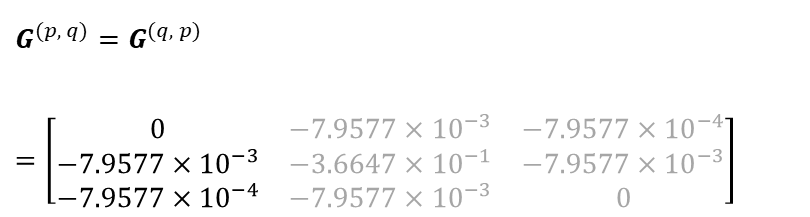 G(p, q) = G(q, p)
= [ 0 −7.9577 × 10−3 −7.9577 × 10−4
−7.9577 × 10−3 −3.6647 × 10−1 −7.9577 × 10−3
−7.9577 × 10−4 −7.9577 × 10−3 0 ]